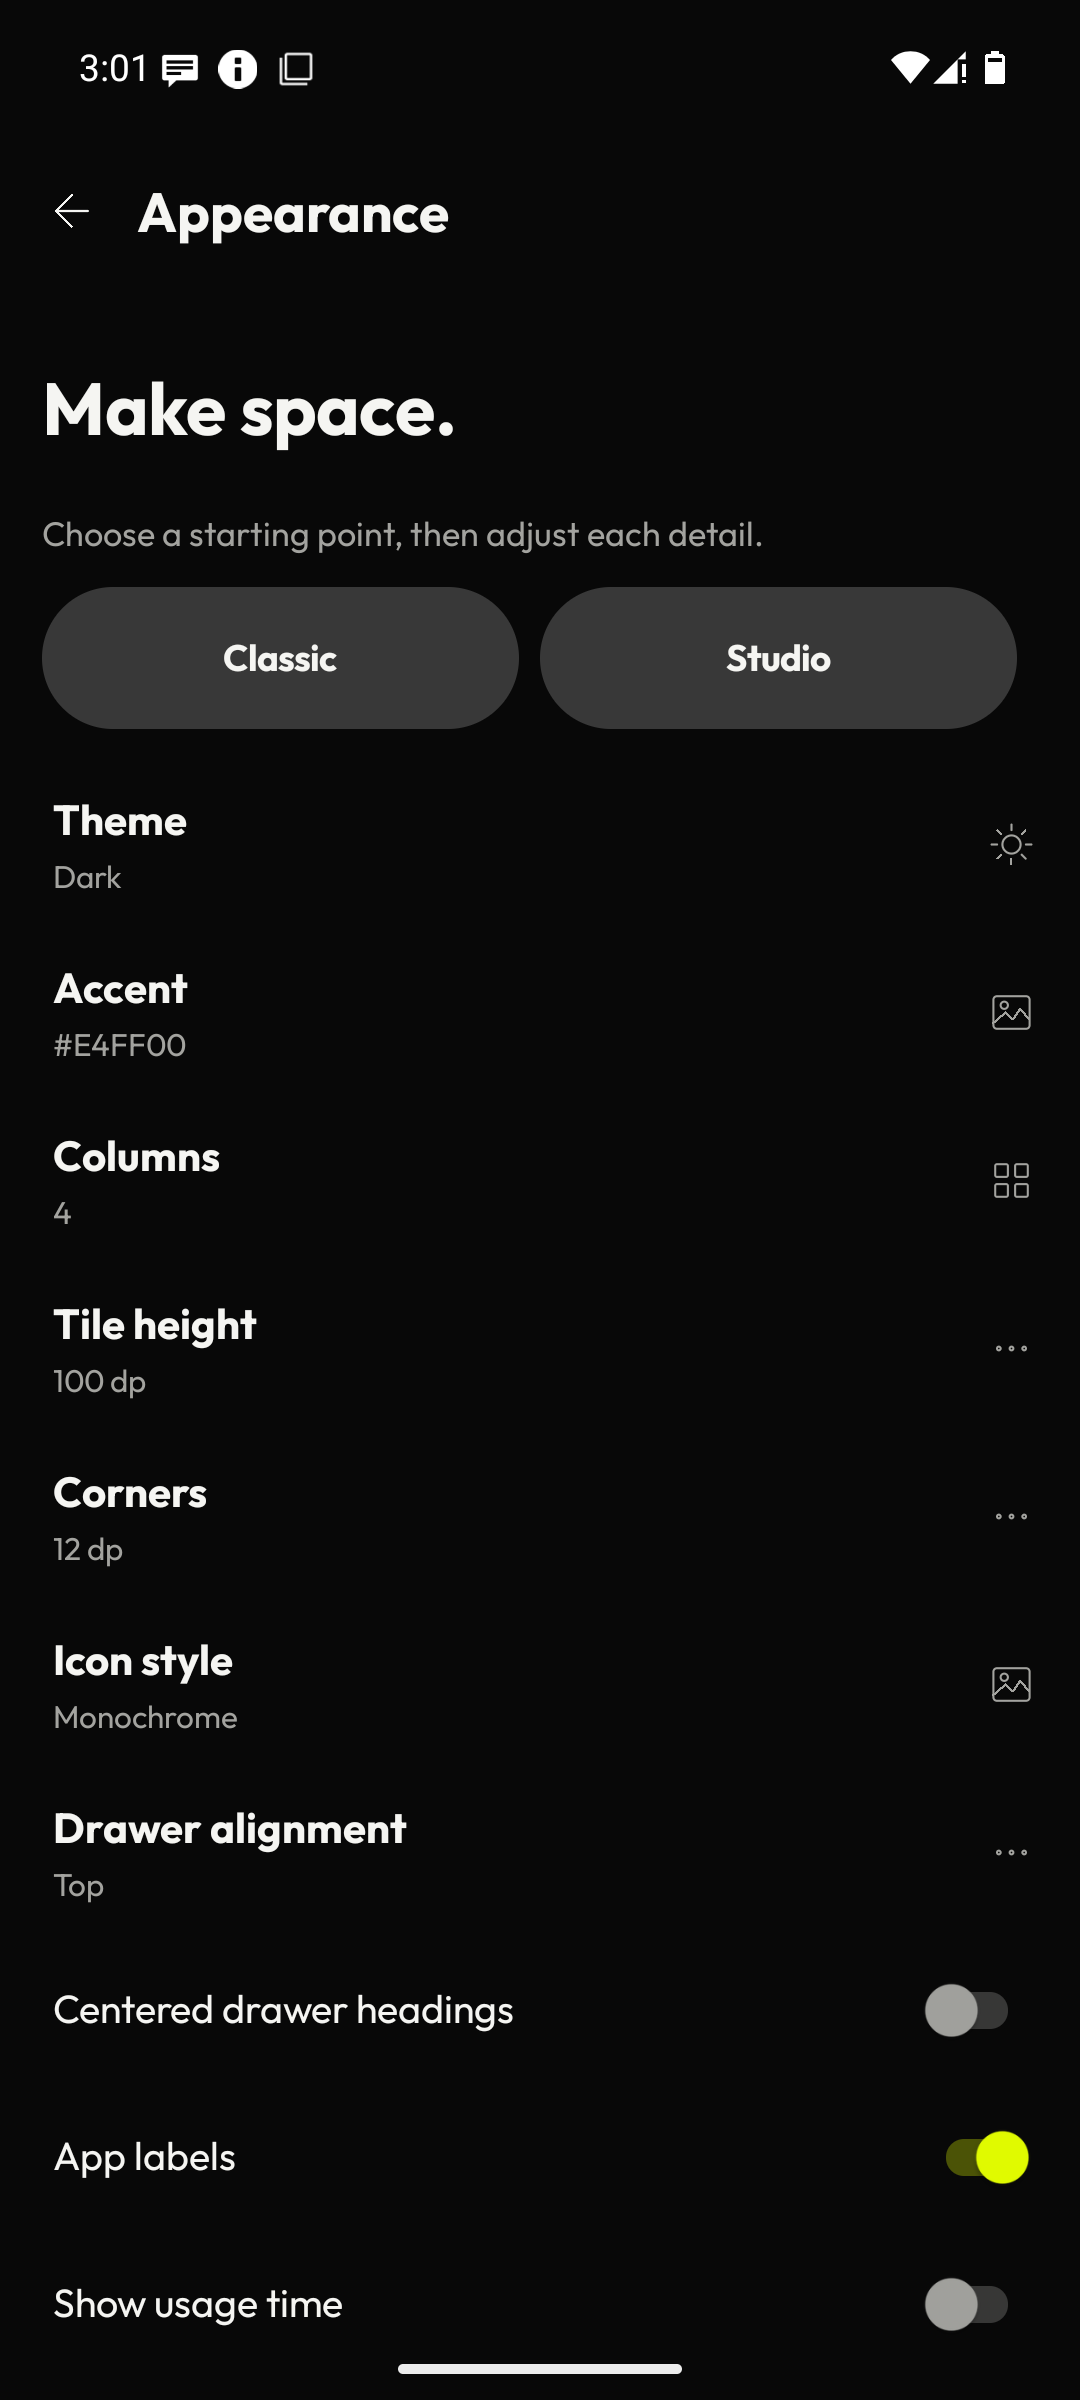 3:01
Appearance
Make space.
Choose a starting point, then adjust each detail.
Classic
Studio
Theme
Dark
Accent
#E4FF00
Columns
4
Tile height
100 dp
Corners
12 dp
Icon style
Monochrome
Drawer alignment
Top
Centered drawer headings
App labels
Show usage time